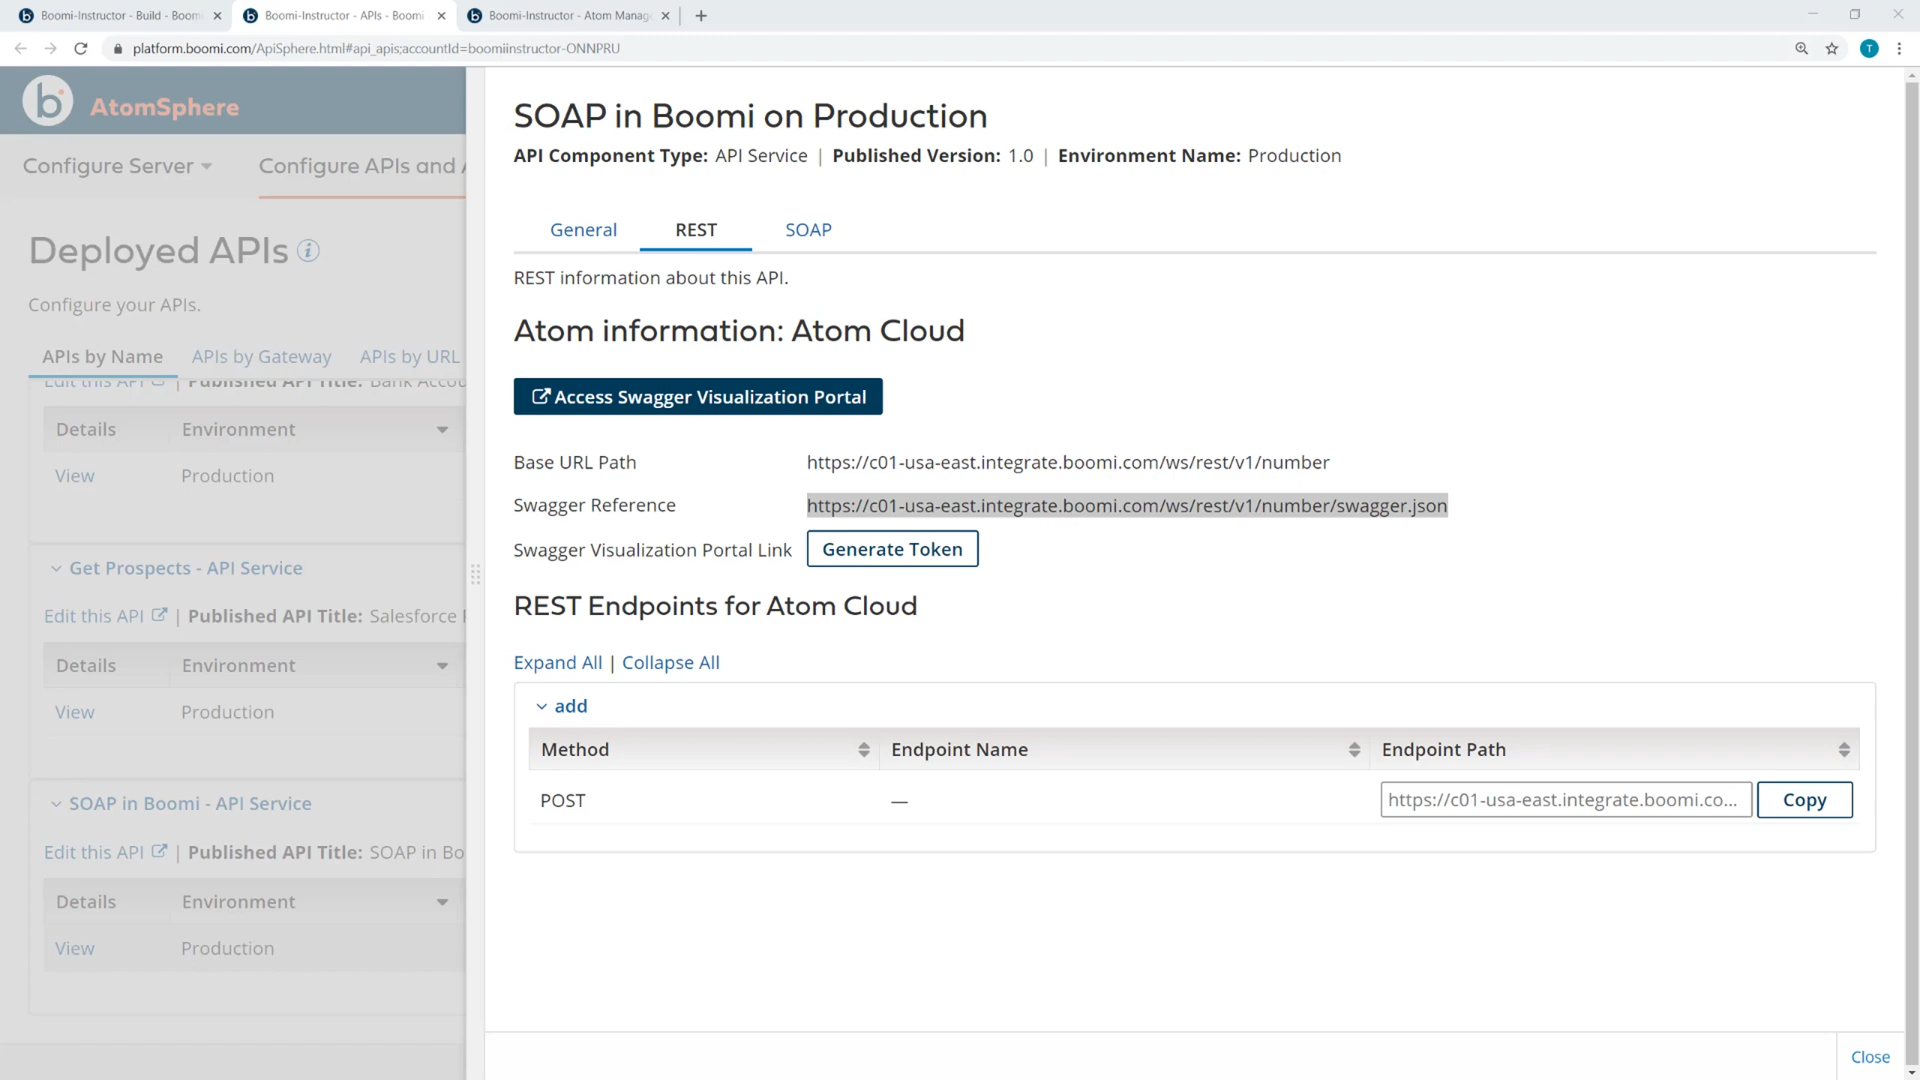 Boomi-Instructor - Build - Boomi
Boomi-Instructor - APIs - Boomi
Boomi-Instructor - Atom Manag
platform.boomi.com/ApiSphere.html#api_apis;accountId=boomiinstructor-ONNPRU
T
b
AtomSphere
Configure Server
Configure APIs and A
Deployed APIs
Configure your APIs.
APIs by Name
APIs by Gateway
APIs by URL
Edit this API | Published API Title: Bank Accou
Details
Environment
View
Production
Get Prospects - API Service
Edit this API | Published API Title: Salesforce
Details
Environment
View
Production
SOAP in Boomi - API Service
Edit this API | Published API Title: SOAP in Bo
Details
Environment
View
Production
SOAP in Boomi on Production
API Component Type: API Service | Published Version: 1.0 | Environment Name: Production
General
REST
SOAP
REST information about this API.
Atom information: Atom Cloud
Access Swagger Visualization Portal
Base URL Path
https://c01-usa-east.integrate.boomi.com/ws/rest/v1/number
Swagger Reference
https://c01-usa-east.integrate.boomi.com/ws/rest/v1/number/swagger.json
Swagger Visualization Portal Link
Generate Token
REST Endpoints for Atom Cloud
Expand All | Collapse All
add
Method
Endpoint Name
Endpoint Path
POST
—
https://c01-usa-east.integrate.boomi.co...
Copy
Close